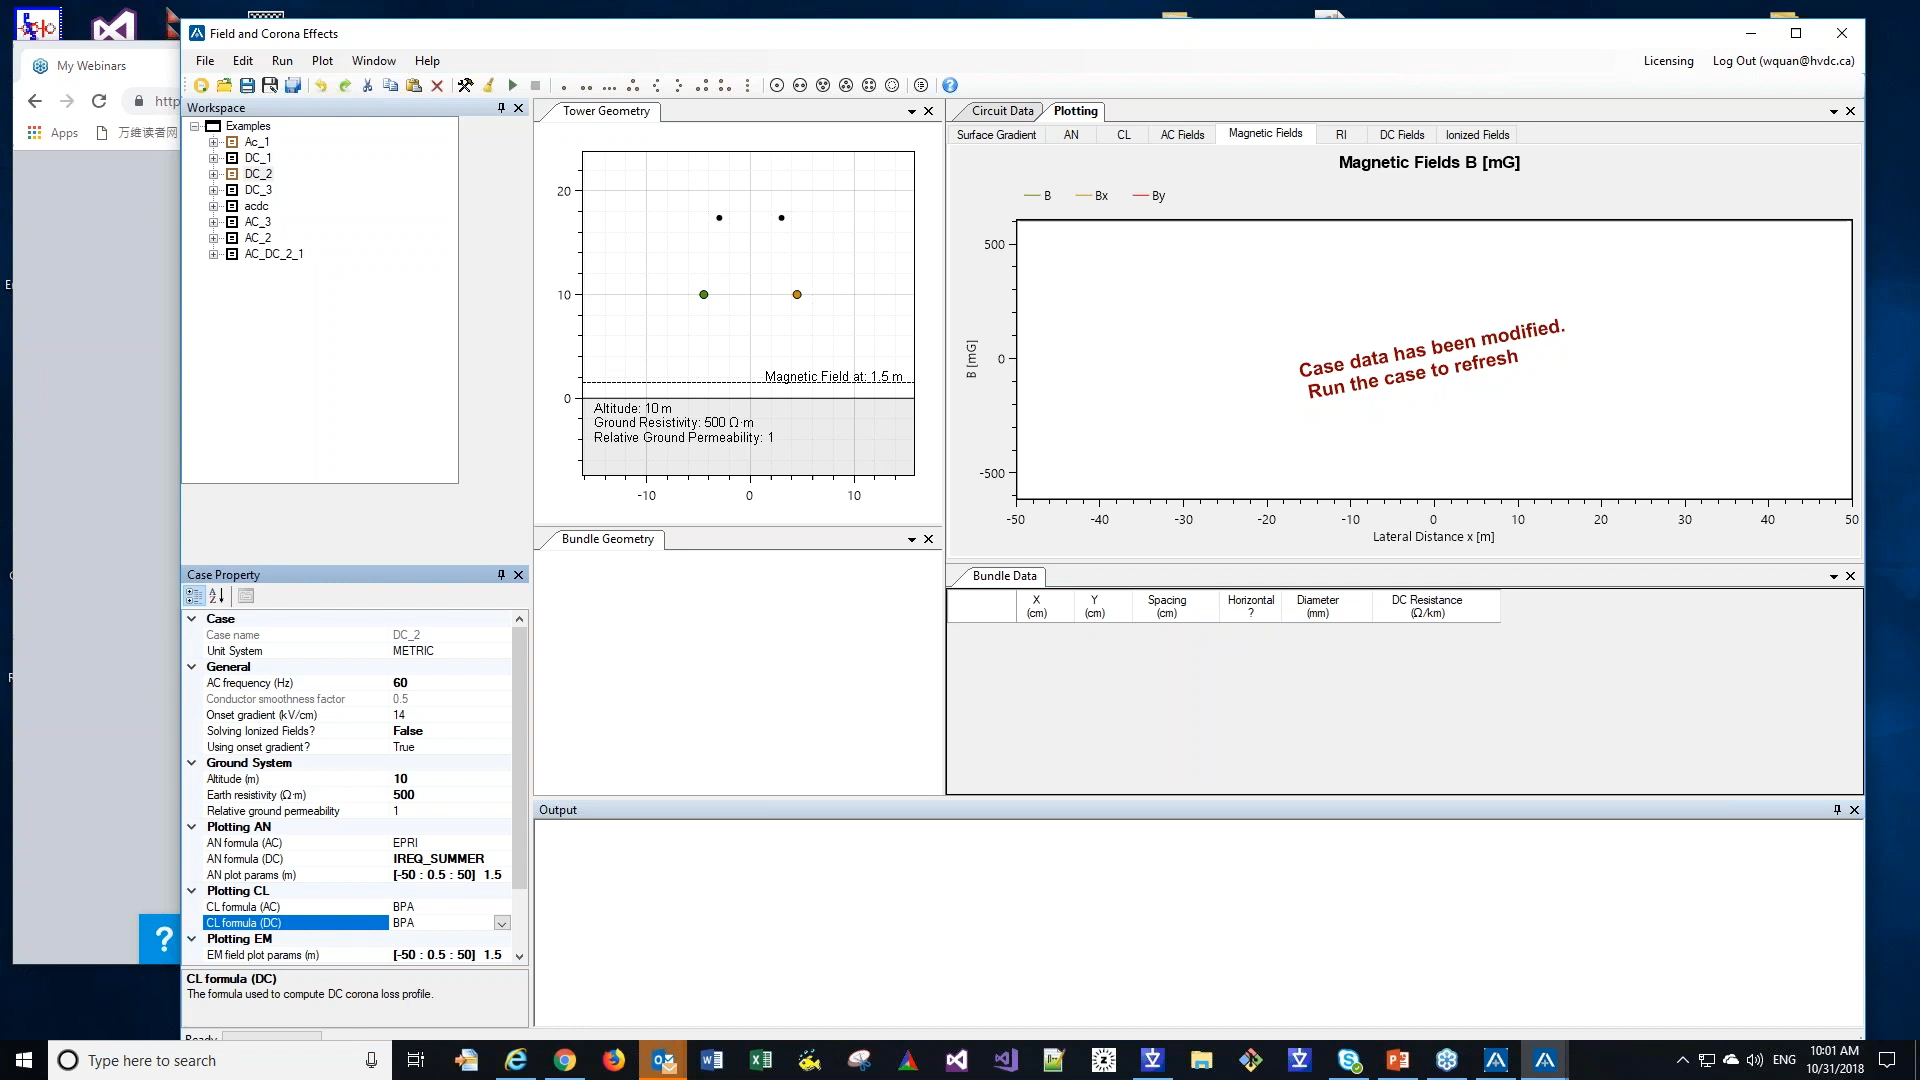 My Webinars
http
Apps
万维读者网
Field and Corona Effects
File Edit Run Plot Window Help
Licensing Log Out (wquan@hvdc.ca)
Workspace
Examples
Ac_1
DC_1
DC_2
DC_3
acdc
AC_3
AC_2
AC_DC_2_1
Tower Geometry
20
10
0
Magnetic Field at: 1.5 m
Altitude: 10 m
Ground Resistivity: 500 Ω·m
Relative Ground Permeability: 1
-10 0 10
Circuit Data Plotting
Surface Gradient AN CL AC Fields Magnetic Fields RI DC Fields Ionized Fields
Magnetic Fields B [mG]
B Bx By
500
0
-500
B [mG]
Case data has been modified.
Run the case to refresh
-50 -40 -30 -20 -10 0 10 20 30 40 50
Lateral Distance x [m]
Bundle Geometry
Bundle Data
X Y Spacing Horizontal Diameter DC Resistance
(cm) (cm) (cm) ? (mm) (Ω/km)
Case Property
Case
Case name DC_2
Unit System METRIC
General
AC frequency (Hz) 60
Conductor smoothness factor 0.5
Onset gradient (kV/cm) 14
Solving Ionized Fields? False
Using onset gradient? True
Ground System
Altitude (m) 10
Earth resistivity (Ω·m) 500
Relative ground permeability 1
Plotting AN
AN formula (AC) EPRI
AN formula (DC) IREQ_SUMMER
AN plot params (m) [-50 : 0.5 : 50] 1.5
Plotting CL
CL formula (AC) BPA
CL formula (DC) BPA
Plotting EM
EM field plot params (m) [-50 : 0.5 : 50] 1.5
CL formula (DC)
The formula used to compute DC corona loss profile.
Output
Ready
Type here to search
ENG
10:01 AM
10/31/2018